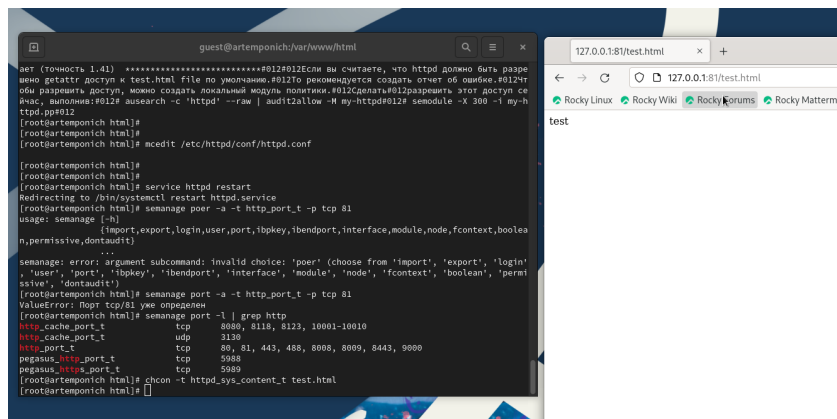 guest@artemponich:/var/www/html
ает (точность 1.41)  **************************#012#012Если вы считаете, что httpd должно быть разре
шено getattr доступ к test.html file по умолчанию.#012То рекомендуется создать отчет об ошибке.#012Чт
обы разрешить доступ, можно создать локальный модуль политики.#012Сделать#012разрешить этот доступ се
йчас, выполнив:#012# ausearch -c 'httpd' --raw | audit2allow -M my-httpd#012# semodule -X 300 -i my-h
ttpd.pp#012
[root@artemponich html]#
[root@artemponich html]#
[root@artemponich html]# mcedit /etc/httpd/conf/httpd.conf
[root@artemponich html]#
[root@artemponich html]#
[root@artemponich html]# service httpd restart
Redirecting to /bin/systemctl restart httpd.service
[root@artemponich html]# semanage poer -a -t http_port_t -p tcp 81
usage: semanage [-h]
{import,export,login,user,port,ibpkey,ibendport,interface,module,node,fcontext,boolea
n,permissive,dontaudit}
...
semanage: error: argument subcommand: invalid choice: 'poer' (choose from 'import', 'export', 'login'
, 'user', 'port', 'ibpkey', 'ibendport', 'interface', 'module', 'node', 'fcontext', 'boolean', 'permi
ssive', 'dontaudit')
[root@artemponich html]# semanage port -a -t http_port_t -p tcp 81
ValueError: Порт tcp/81 уже определен
[root@artemponich html]# semanage port -l | grep http
http_cache_port_t              tcp      8080, 8118, 8123, 10001-10010
http_cache_port_t              udp      3130
http_port_t                    tcp      80, 81, 443, 488, 8008, 8009, 8443, 9000
pegasus_http_port_t            tcp      5988
pegasus_https_port_t           tcp      5989
[root@artemponich html]# chcon -t httpd_sys_content_t test.html
[root@artemponich html]#
127.0.0.1:81/test.html
127.0.0.1:81/test.html
Rocky Linux Rocky Wiki Rocky Forums Rocky Matterm
test